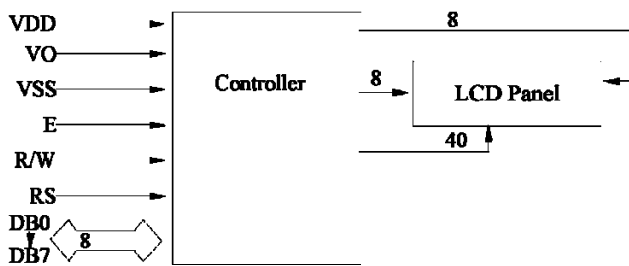 VDD
VO
VSS
E
R/W
RS
DB0
DB7
8
Controller
8
8
LCD Panel
40